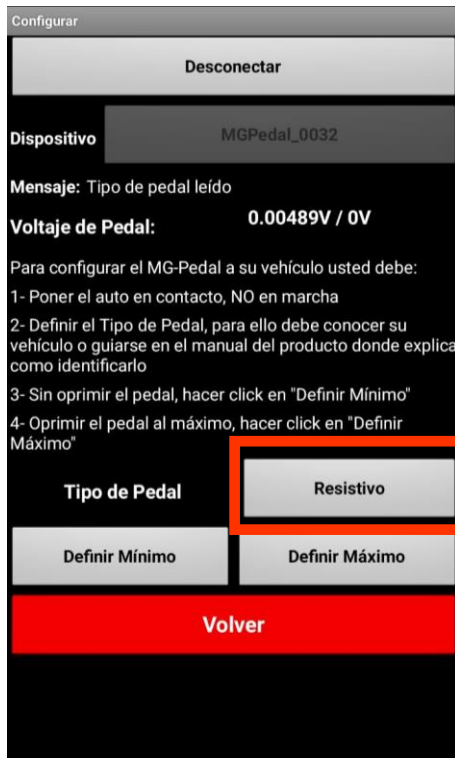 Configurar
Desconectar
Dispositivo MGPedal_0032
Mensaje: Tipo de pedal leído
Voltaje de Pedal: 0.00489V / 0V
Para configurar el MG-Pedal a su vehículo usted debe:
1- Poner el auto en contacto, NO en marcha
2- Definir el Tipo de Pedal, para ello debe conocer su
vehículo o guiarse en el manual del producto donde explica
como identificarlo
3- Sin oprimir el pedal, hacer click en "Definir Mínimo"
4- Oprimir el pedal al máximo, hacer click en "Definir
Máximo"
Tipo de Pedal Resistivo
Definir Mínimo Definir Máximo
Volver